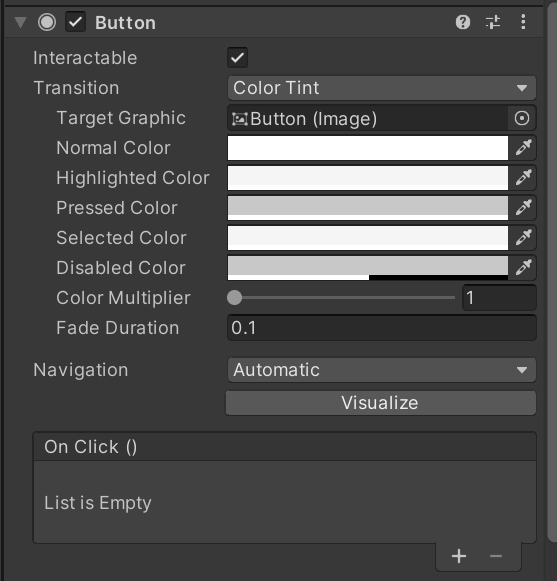 Button
Interactable
Transition Color Tint
Target Graphic Button (Image)
Normal Color
Highlighted Color
Pressed Color
Selected Color
Disabled Color
Color Multiplier 1
Fade Duration 0.1
Navigation Automatic
Visualize
On Click ()
List is Empty